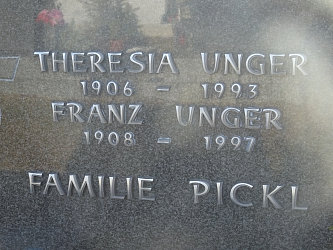 THERESIA UNGER
1906 – 1993
FRANZ UNGER
1908 – 1997
FAMILIE PICKL